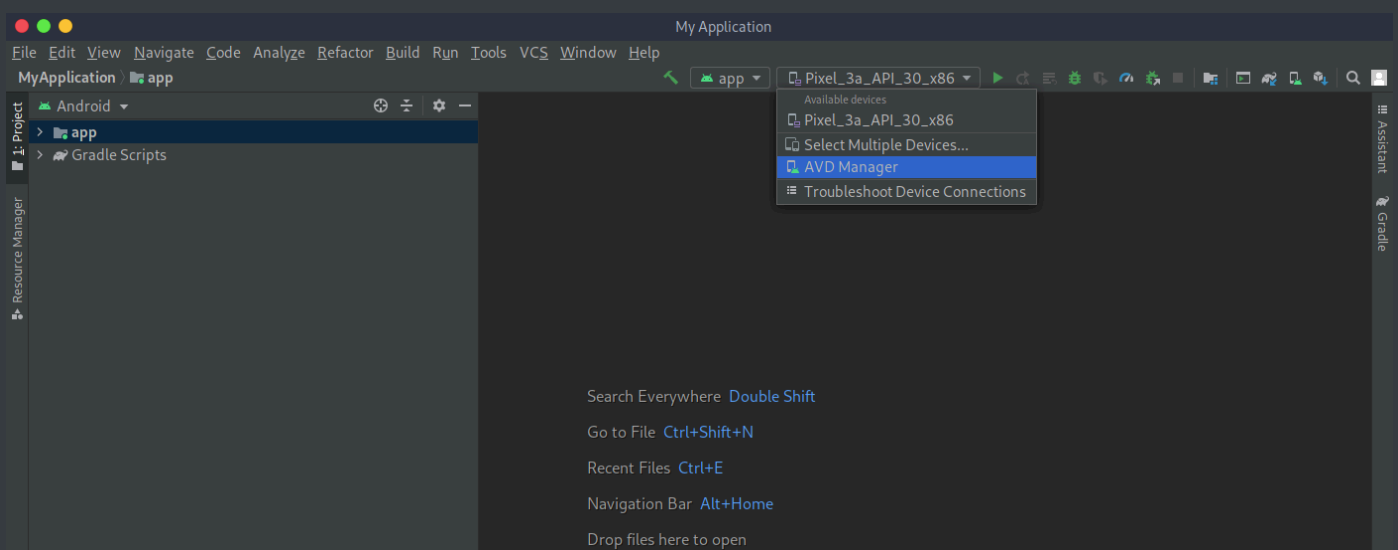 My Application
File Edit View Navigate Code Analyze Refactor Build Run Tools VCS Window Help
MyApplication app
app
Pixel_3a_API_30_x86
Available devices
Pixel_3a_API_30_x86
Select Multiple Devices...
AVD Manager
Troubleshoot Device Connections
1: Project
Resource Manager
Android
app
Gradle Scripts
Search Everywhere Double Shift
Go to File Ctrl+Shift+N
Recent Files Ctrl+E
Navigation Bar Alt+Home
Drop files here to open
Assistant
Gradle